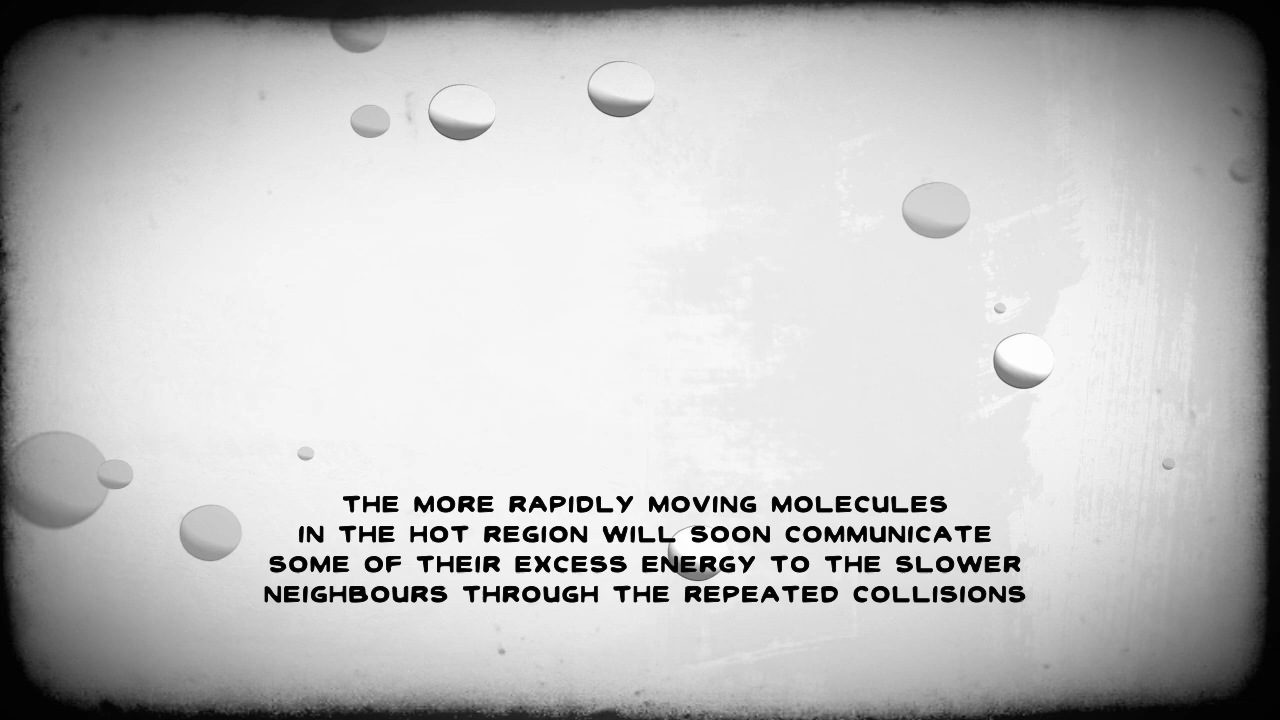 THE MORE RAPIDLY MOVING MOLECULES
IN THE HOT REGION WILL SOON COMMUNICATE
SOME OF THEIR EXCESS ENERGY TO THE SLOWER
NEIGHBOURS THROUGH THE REPEATED COLLISIONS